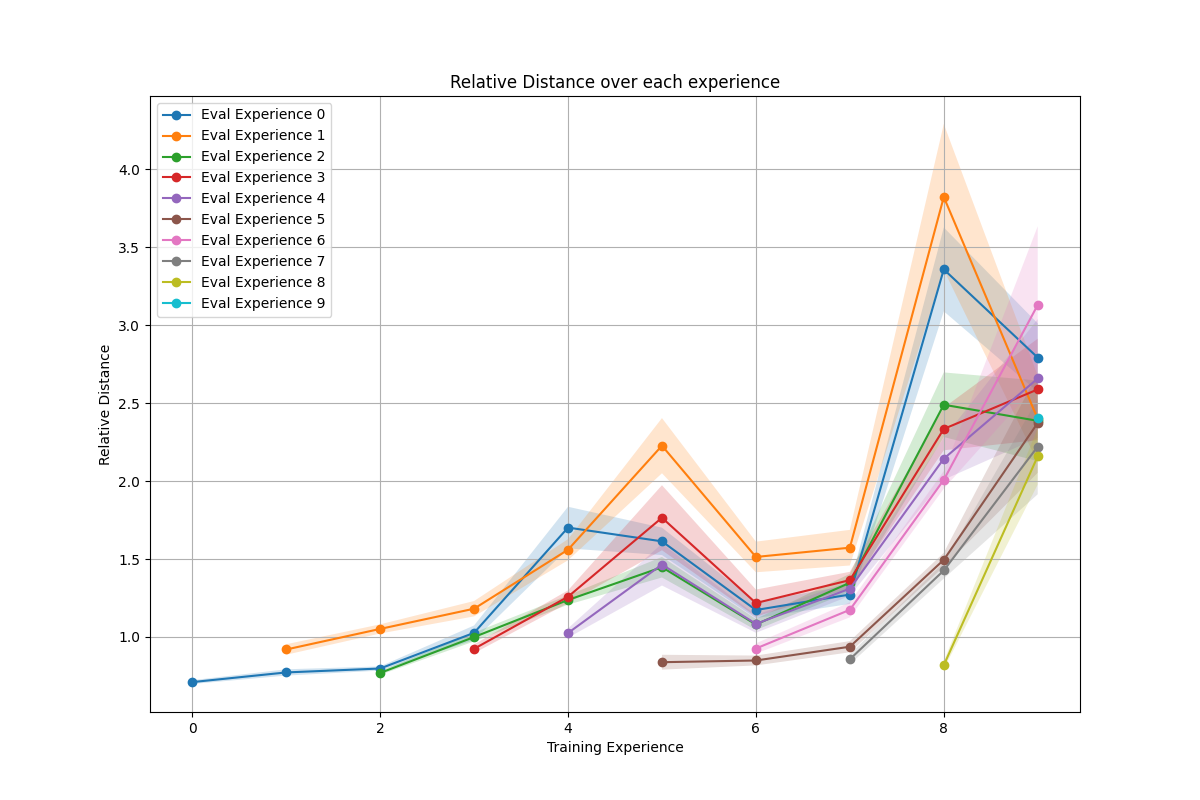 Relative Distance over each experience
Eval Experience 0
Eval Experience 1
Eval Experience 2
Eval Experience 3
Eval Experience 4
Eval Experience 5
Eval Experience 6
Eval Experience 7
Eval Experience 8
Eval Experience 9
4.0
3.5
3.0
2.5
2.0
1.5
1.0
Relative Distance
0 2 4 6 8
Training Experience